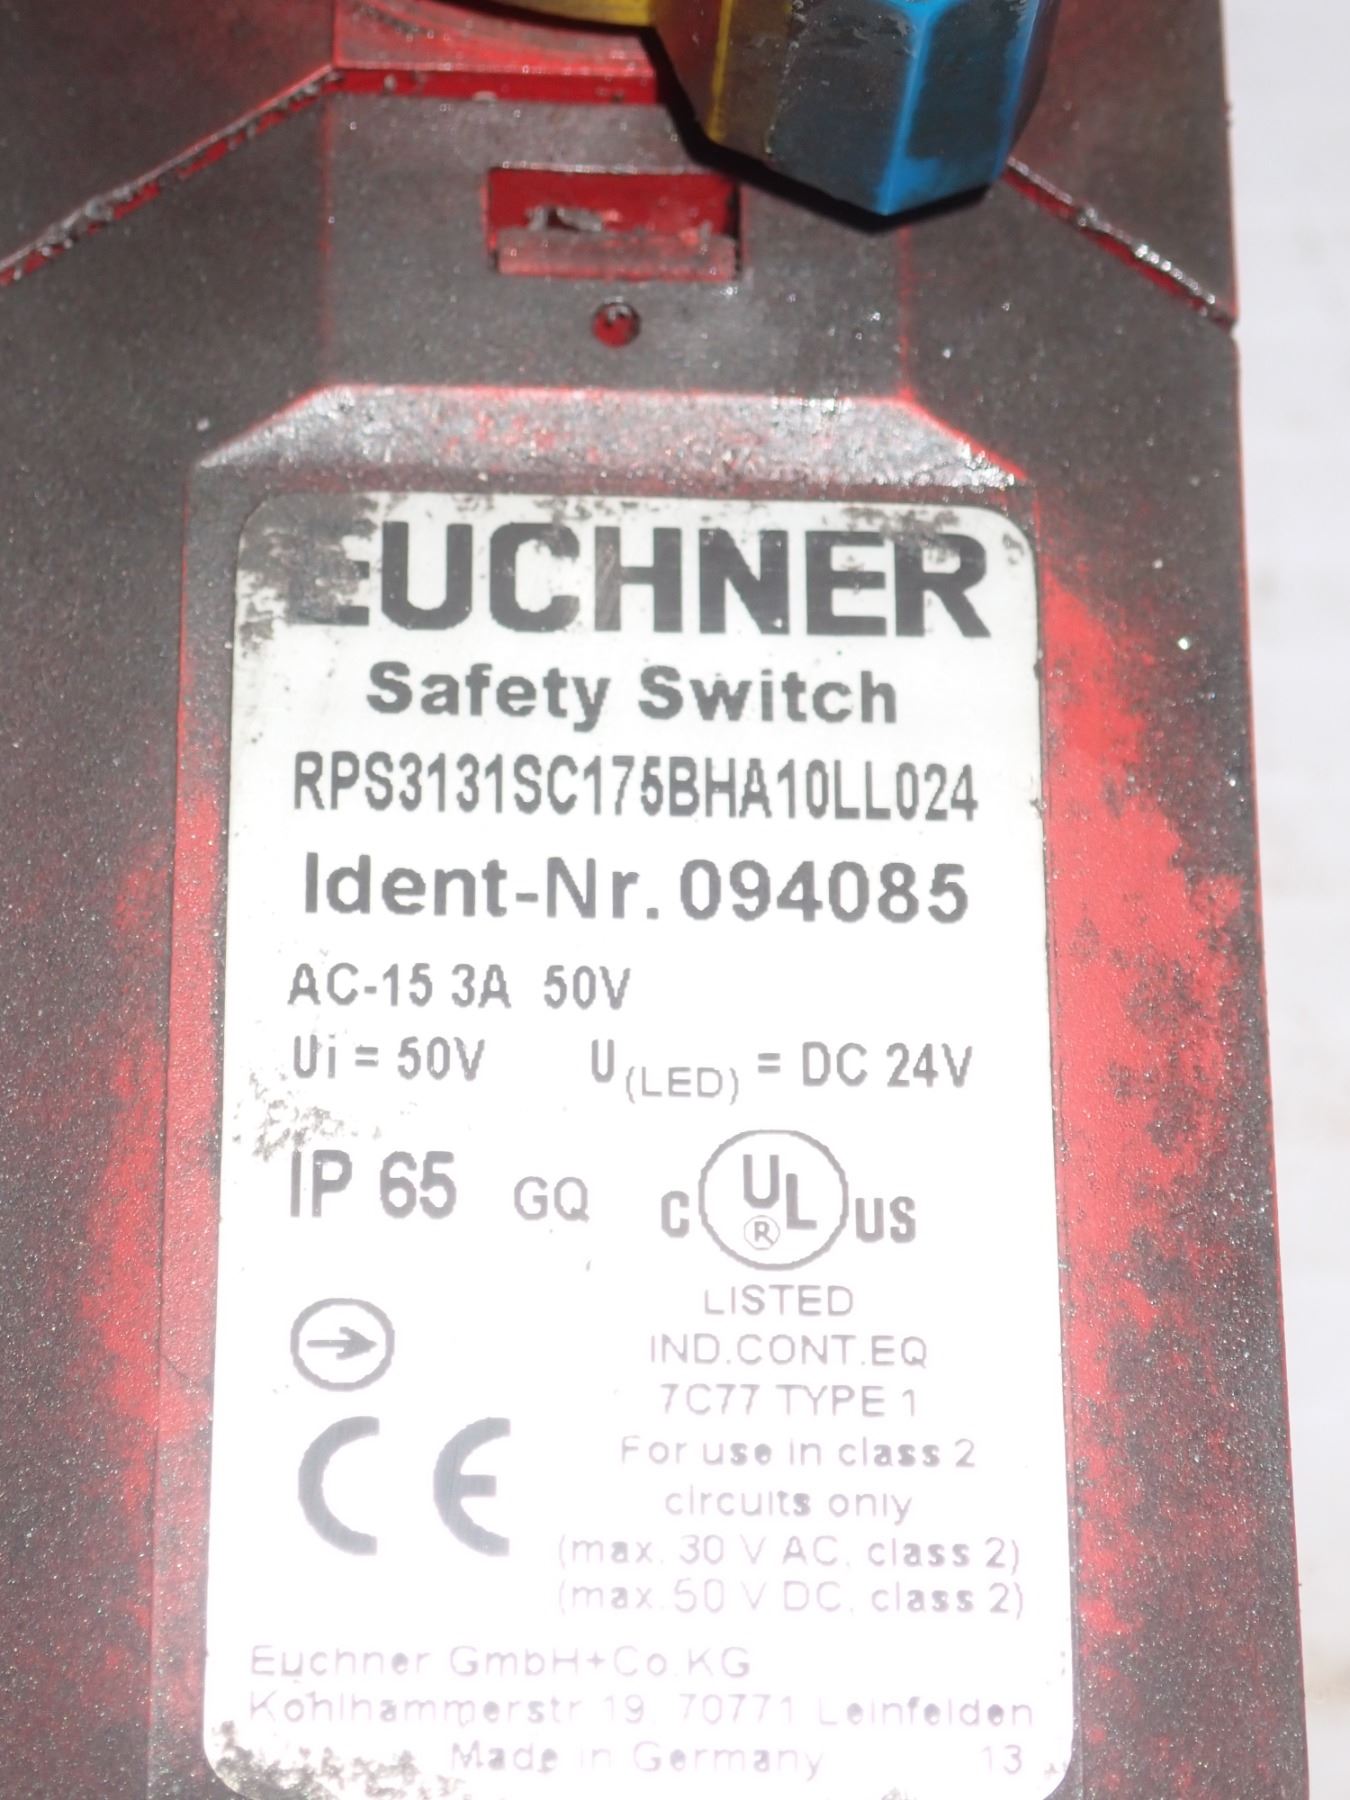 EUCHNER
Safety Switch
RPS3131SC175BHA10LL024
Ident-Nr. 094085
AC-15 3A 50V
Ui = 50V U(LED) = DC 24V
IP 65 GQ C UL R US
LISTED
IND.CONT.EQ
7C77 TYPE 1
For use in class 2
circuits only
(max. 30 V AC, class 2)
(max. 50 V DC, class 2)
CE
Euchner GmbH+Co.KG
Kohlhammerstr 19, 70771 Leinfelden
Made in Germany 13